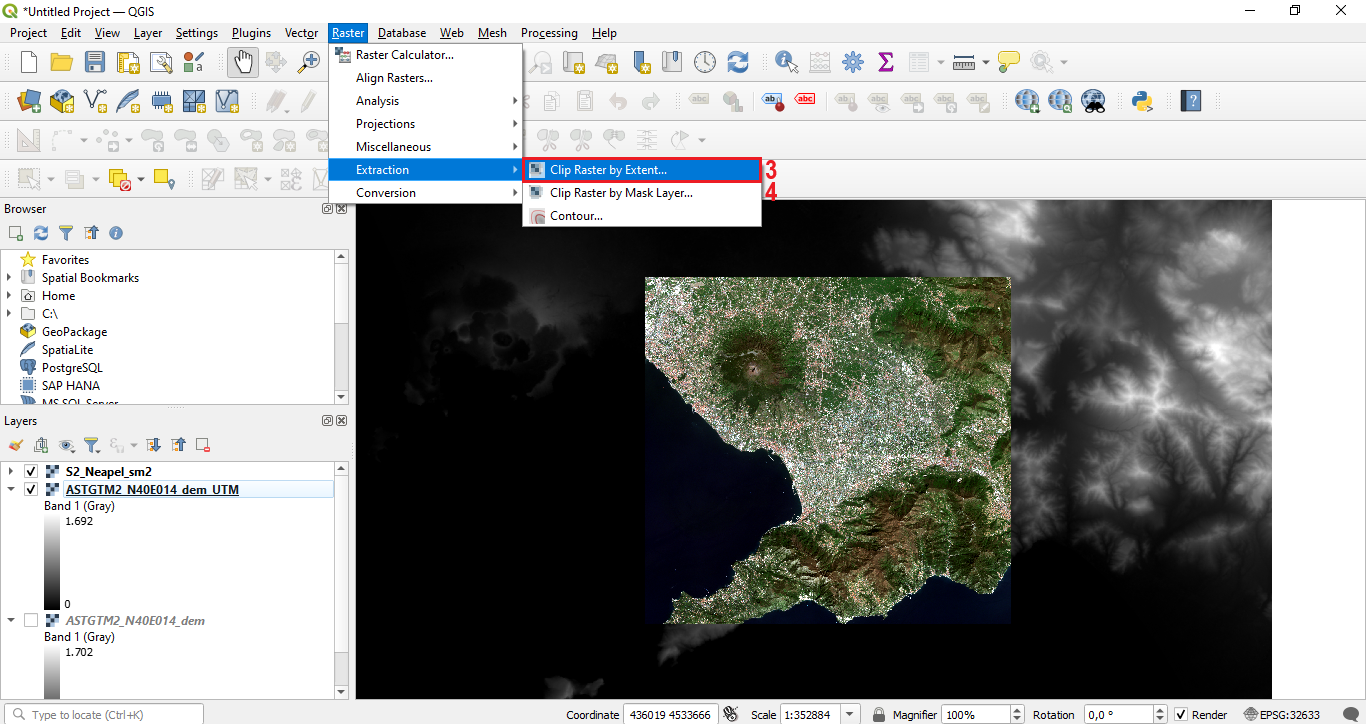 *Untitled Project — QGIS
Project Edit View Layer Settings Plugins Vector Raster Database Web Mesh Processing Help
Raster Calculator...
Align Rasters...
Analysis
Projections
Miscellaneous
Extraction
Conversion
Clip Raster by Extent... 3
Clip Raster by Mask Layer... 4
Contour...
abc
abc
abc
Browser
Favorites
Spatial Bookmarks
Home
C:\
GeoPackage
SpatiaLite
PostgreSQL
SAP HANA
MS SQL Server
Layers
S2_Neapel_sm2
ASTGTM2_N40E014_dem_UTM
Band 1 (Gray)
1.692
0
ASTGTM2_N40E014_dem
Band 1 (Gray)
1.702
Type to locate (Ctrl+K)
Coordinate 436019 4533666 Scale 1:352884 Magnifier 100% Rotation 0,0 ° Render EPSG:32633